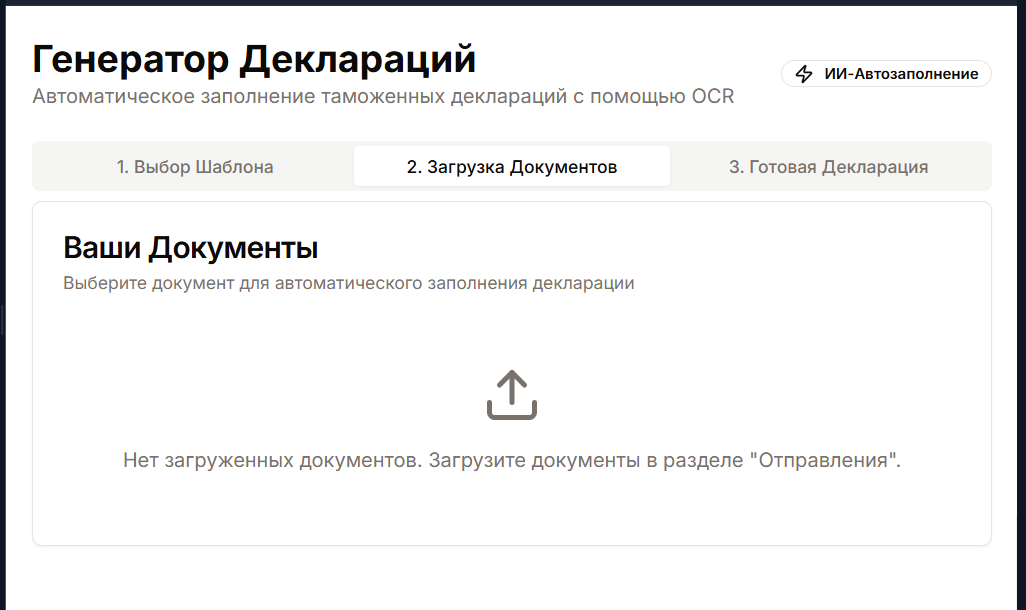 Генератор Деклараций
Автоматическое заполнение таможенных деклараций с помощью OCR
ИИ-Автозаполнение
1. Выбор Шаблона
2. Загрузка Документов
3. Готовая Декларация
Ваши Документы
Выберите документ для автоматического заполнения декларации
Нет загруженных документов. Загрузите документы в разделе "Отправления".